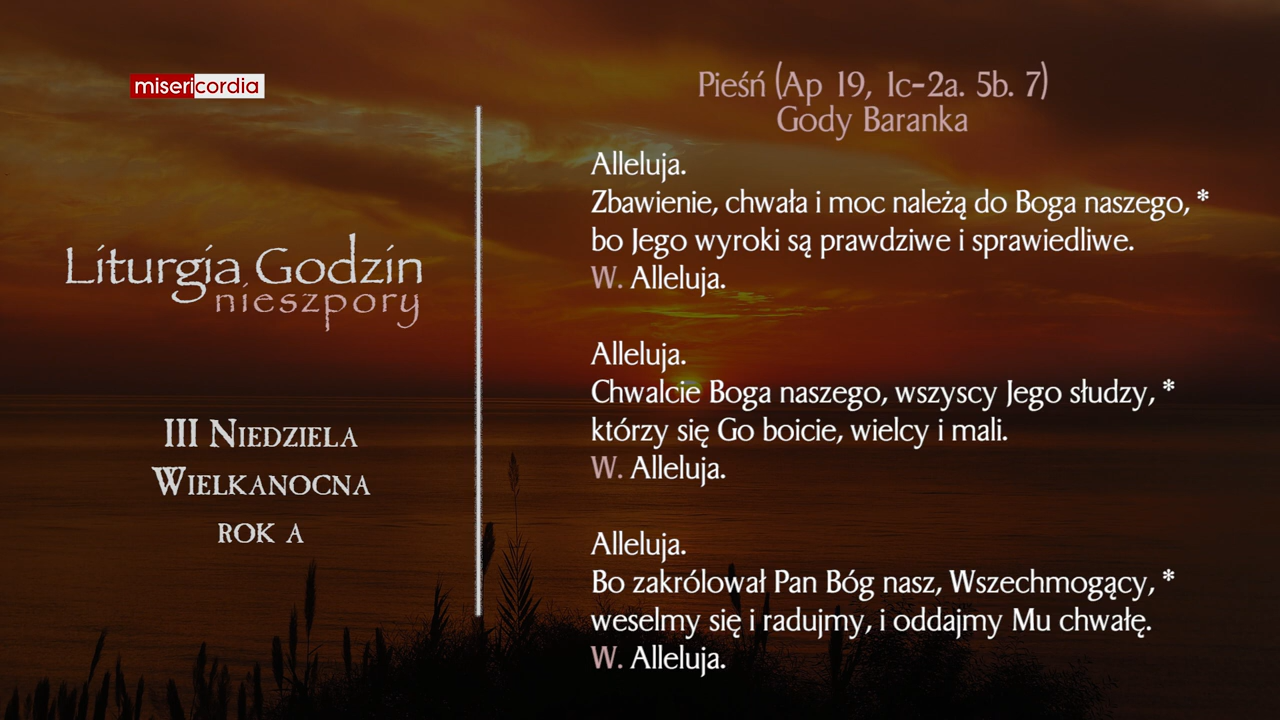 misericordia
Liturgia Godzin
nieszpory
III Niedziela
Wielkanocna
rok a
Pieśń (Ap 19, 1c-2a. 5b. 7)
Gody Baranka
Alleluja.
Zbawienie, chwała i moc należą do Boga naszego, *
bo Jego wyroki są prawdziwe i sprawiedliwe.
W. Alleluja.
Alleluja.
Chwalcie Boga naszego, wszyscy Jego słudzy, *
którzy się Go boicie, wielcy i mali.
W. Alleluja.
Alleluja.
Bo zakrólował Pan Bóg nasz, Wszechmogący, *
weselmy się i radujmy, i oddajmy Mu chwałę.
W. Alleluja.